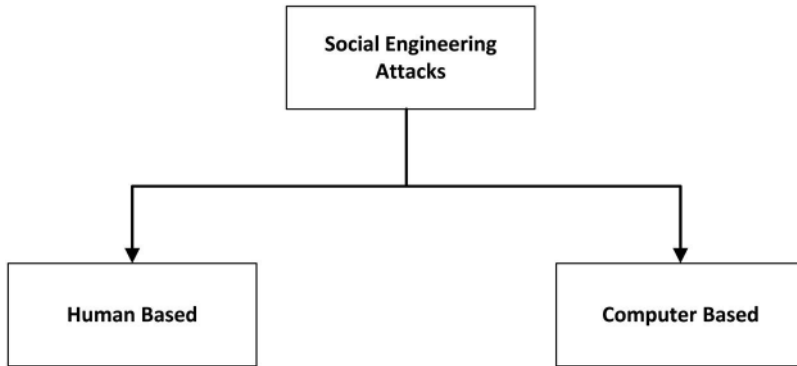 Social Engineering
Attacks
Human Based
Computer Based